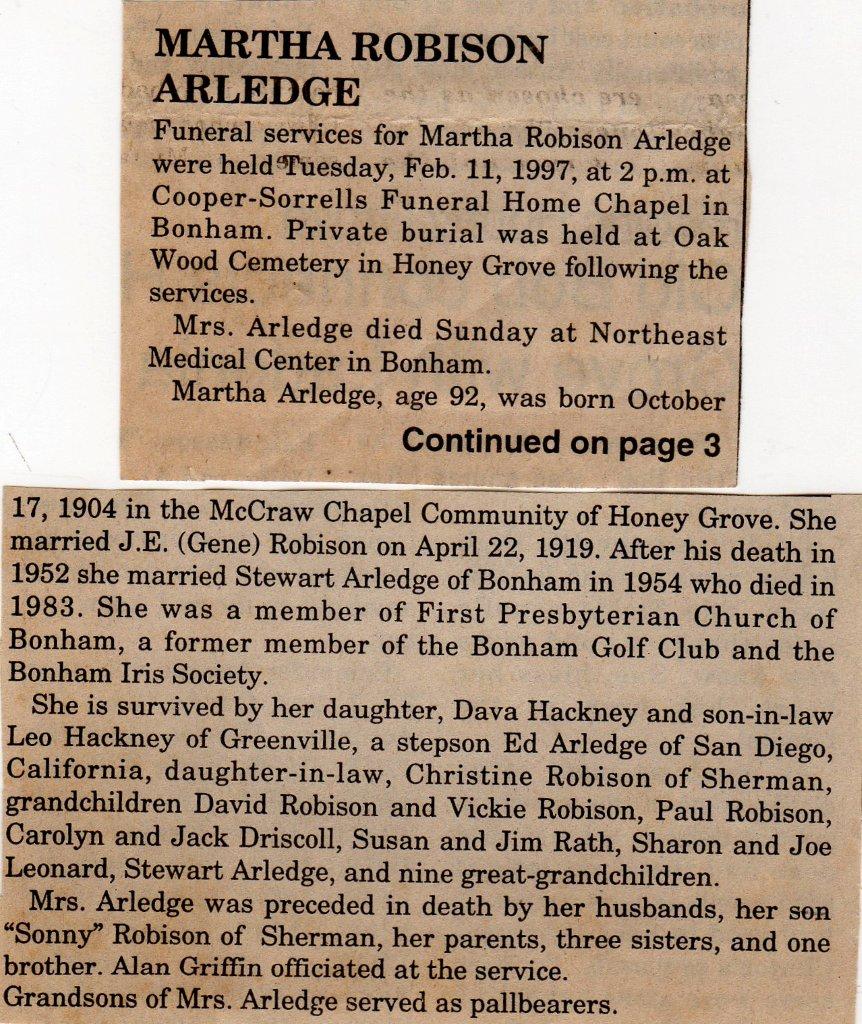 MARTHA ROBISON
ARLEDGE
Funeral services for Martha Robison Arledge
were held Tuesday, Feb. 11, 1997, at 2 p.m. at
Cooper-Sorrells Funeral Home Chapel in
Bonham. Private burial was held at Oak
Wood Cemetery in Honey Grove following the
services.
Mrs. Arledge died Sunday at Northeast
Medical Center in Bonham.
Martha Arledge, age 92, was born October
Continued on page 3
17, 1904 in the McCraw Chapel Community of Honey Grove. She
married J.E. (Gene) Robison on April 22, 1919. After his death in
1952 she married Stewart Arledge of Bonham in 1954 who died in
1983. She was a member of First Presbyterian Church of
Bonham, a former member of the Bonham Golf Club and the
Bonham Iris Society.
She is survived by her daughter, Dava Hackney and son-in-law
Leo Hackney of Greenville, a stepson Ed Arledge of San Diego,
California, daughter-in-law, Christine Robison of Sherman,
grandchildren David Robison and Vickie Robison, Paul Robison,
Carolyn and Jack Driscoll, Susan and Jim Rath, Sharon and Joe
Leonard, Stewart Arledge, and nine great-grandchildren.
Mrs. Arledge was preceded in death by her husbands, her son
“Sonny” Robison of Sherman, her parents, three sisters, and one
brother. Alan Griffin officiated at the service.
Grandsons of Mrs. Arledge served as pallbearers.